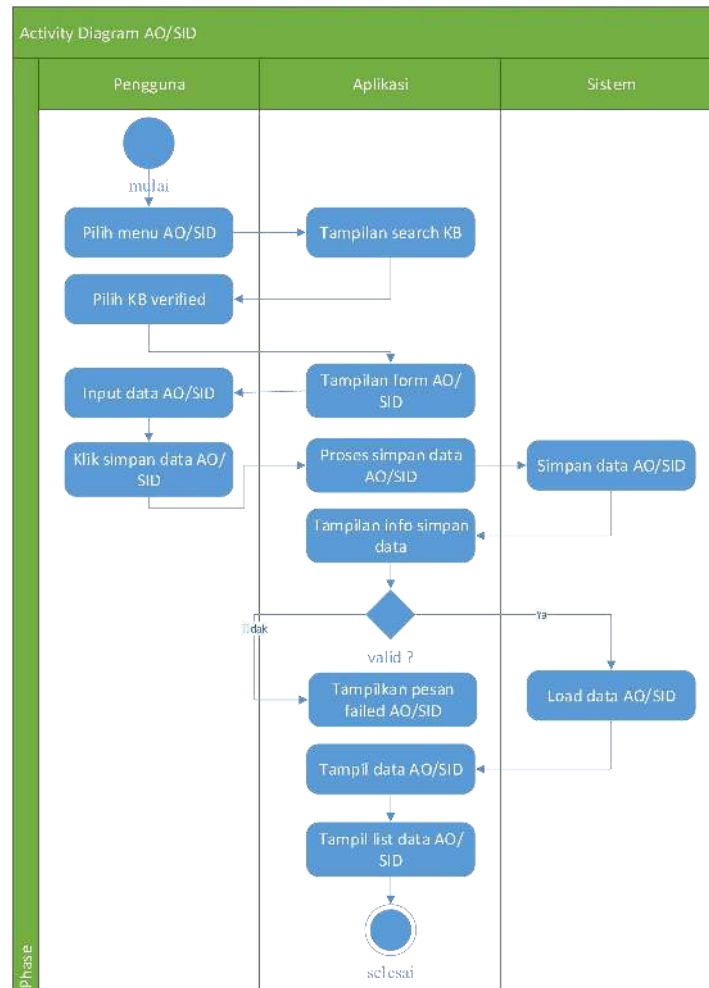 Activity Diagram AO/SID
Pengguna
Aplikasi
Sistem
mulai
Pilih menu AO/SID
Tampilan search KB
Pilih KB verified
Input data AO/SID
Tampilan form AO/
SID
Klik simpan data AO/
SID
Proses simpan data
AO/SID
Simpan data AO/SID
Tampilan info simpan
data
Tidak
Ya
valid ?
Tampilkan pesan
failed AO/SID
Load data AO/SID
Tampil data AO/SID
Tampil list data AO/
SID
selesai
Phase